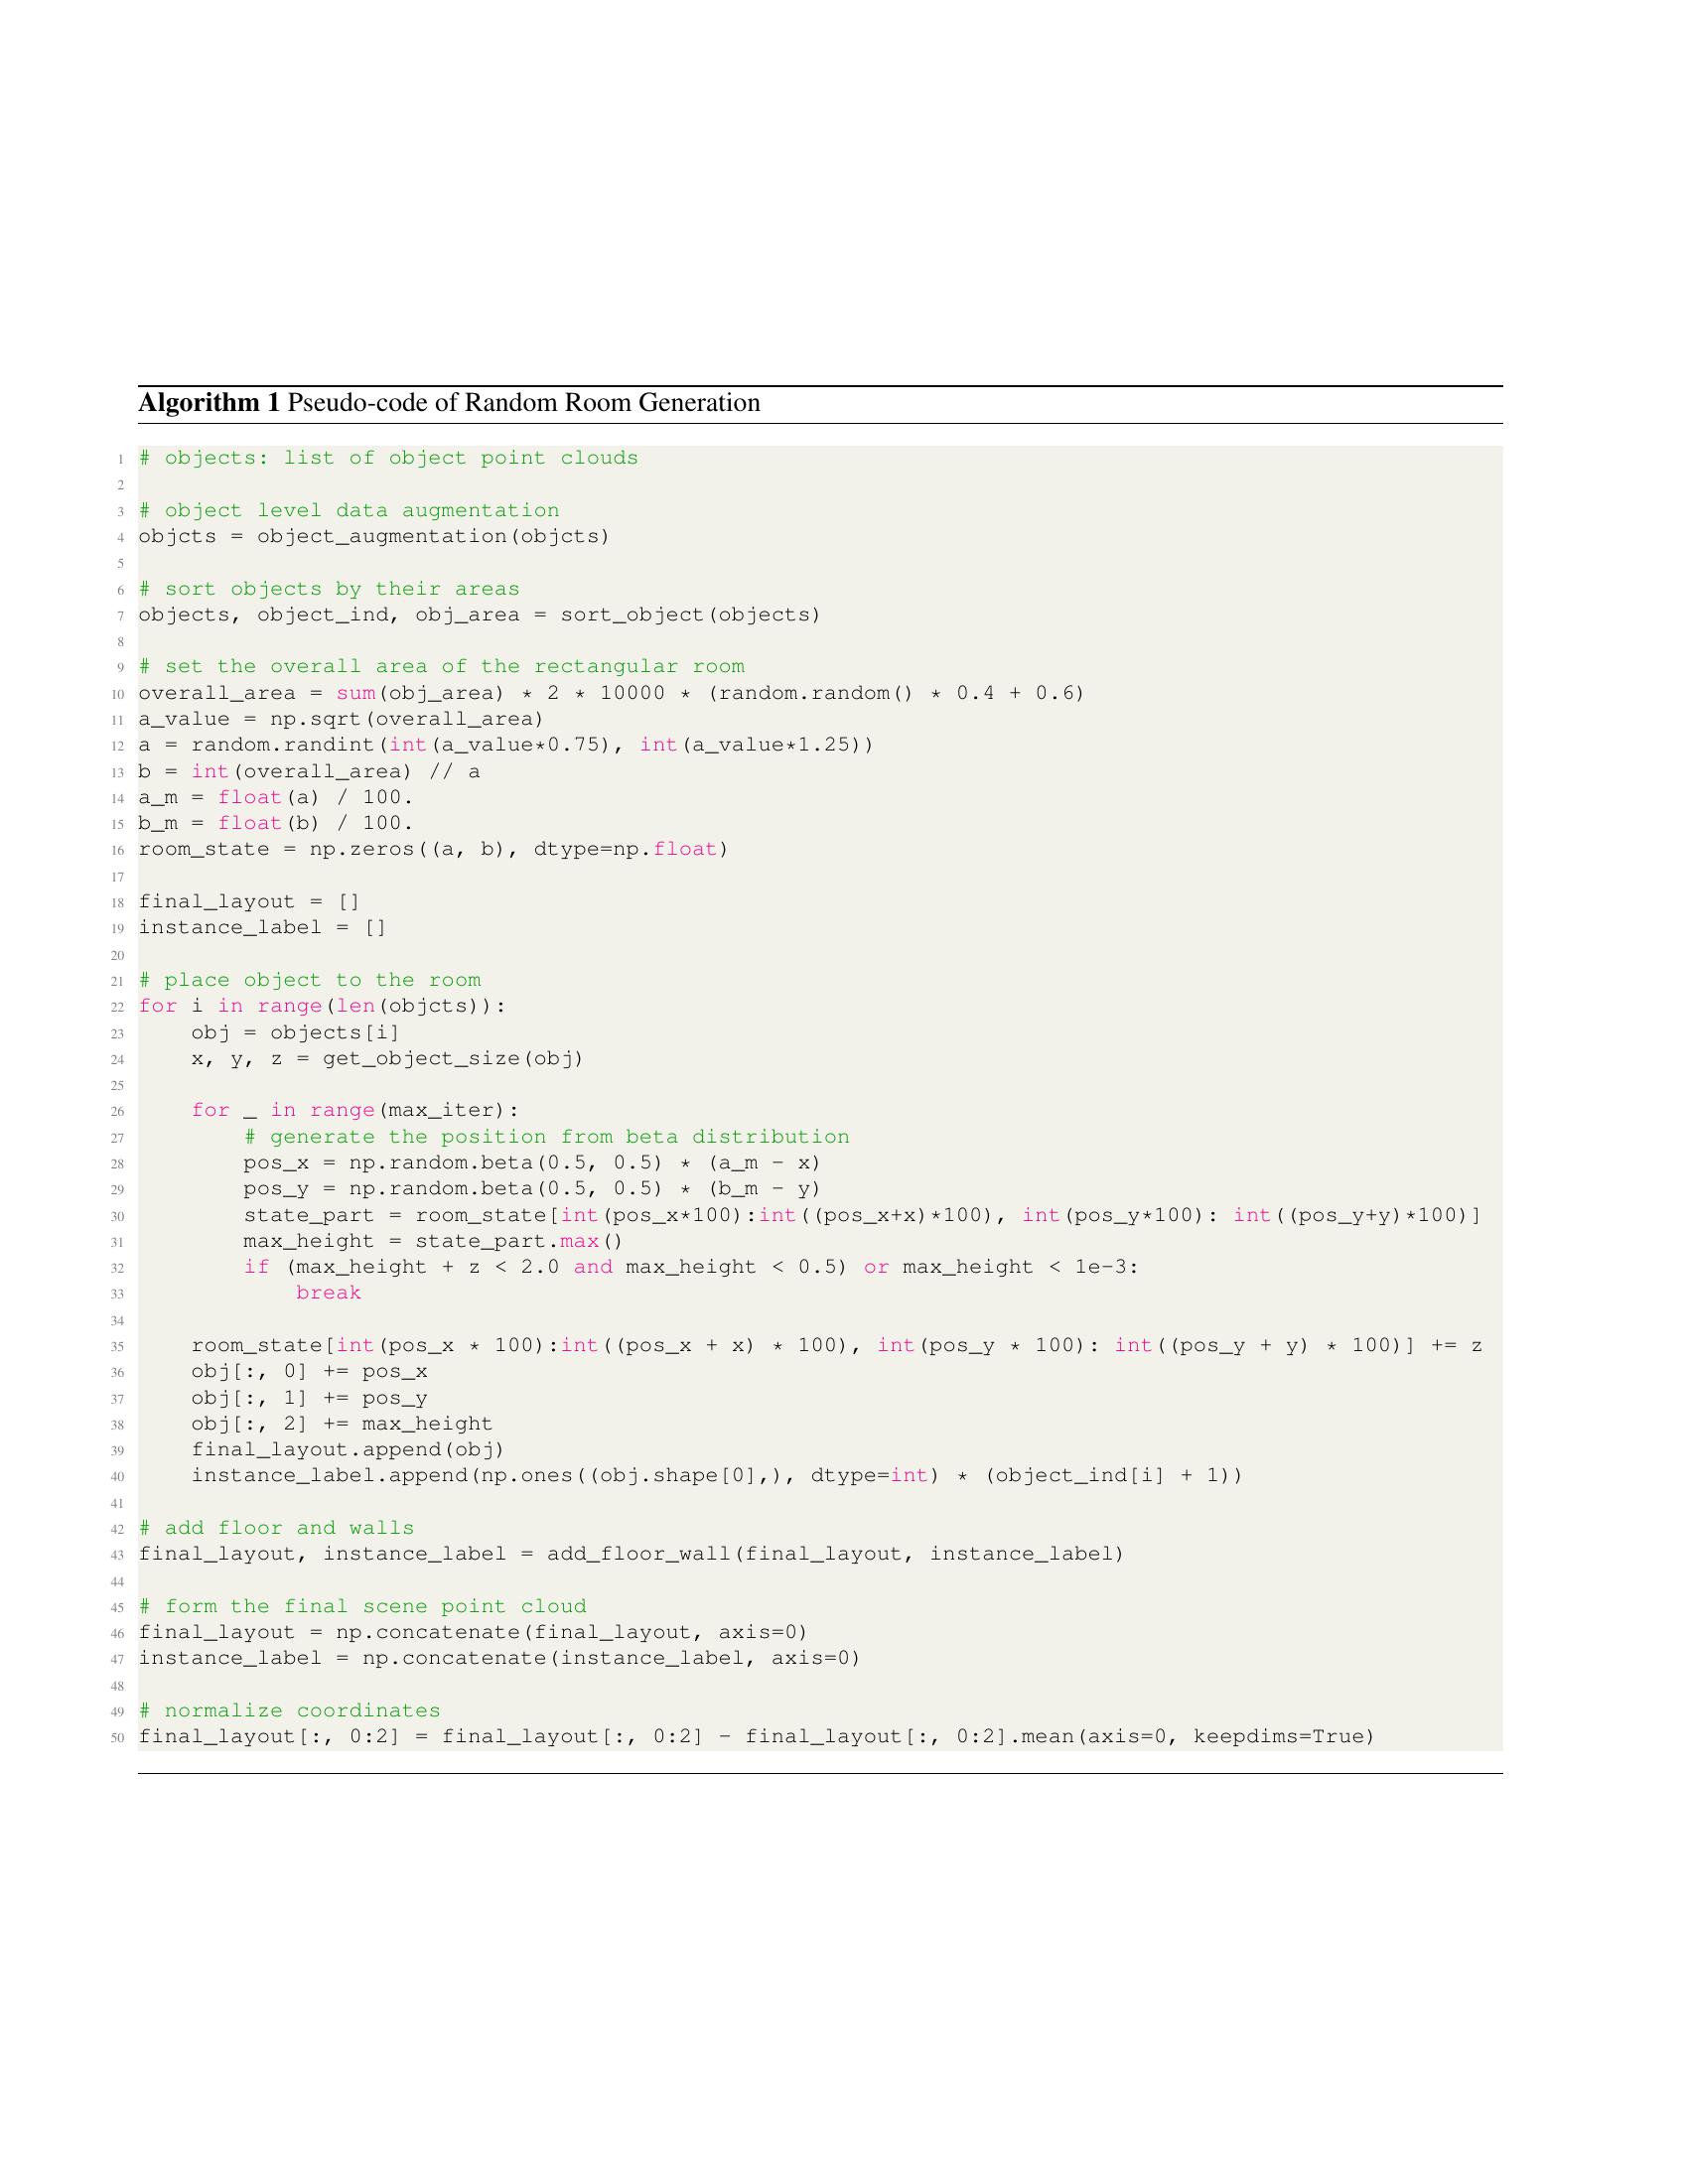 Algorithm 1 Pseudo-code of Random Room Generation
1 # objects: list of object point clouds
2
3 # object level data augmentation
4 objcts = object_augmentation(objcts)
5
6 # sort objects by their areas
7 objects, object_ind, obj_area = sort_object(objects)
8
9 # set the overall area of the rectangular room
10 overall_area = sum(obj_area) * 2 * 10000 * (random.random() * 0.4 + 0.6)
11 a_value = np.sqrt(overall_area)
12 a = random.randint(int(a_value*0.75), int(a_value*1.25))
13 b = int(overall_area) // a
14 a_m = float(a) / 100.
15 b_m = float(b) / 100.
16 room_state = np.zeros((a, b), dtype=np.float)
17
18 final_layout = []
19 instance_label = []
20
21 # place object to the room
22 for i in range(len(objcts)):
23     obj = objects[i]
24     x, y, z = get_object_size(obj)
25
26     for _ in range(max_iter):
27         # generate the position from beta distribution
28         pos_x = np.random.beta(0.5, 0.5) * (a_m - x)
29         pos_y = np.random.beta(0.5, 0.5) * (b_m - y)
30         state_part = room_state[int(pos_x*100):int((pos_x+x)*100), int(pos_y*100): int((pos_y+y)*100)]
31         max_height = state_part.max()
32         if (max_height + z < 2.0 and max_height < 0.5) or max_height < 1e-3:
33             break
34
35     room_state[int(pos_x * 100):int((pos_x + x) * 100), int(pos_y * 100): int((pos_y + y) * 100)] += z
36     obj[:, 0] += pos_x
37     obj[:, 1] += pos_y
38     obj[:, 2] += max_height
39     final_layout.append(obj)
40     instance_label.append(np.ones((obj.shape[0],), dtype=int) * (object_ind[i] + 1))
41
42 # add floor and walls
43 final_layout, instance_label = add_floor_wall(final_layout, instance_label)
44
45 # form the final scene point cloud
46 final_layout = np.concatenate(final_layout, axis=0)
47 instance_label = np.concatenate(instance_label, axis=0)
48
49 # normalize coordinates
50 final_layout[:, 0:2] = final_layout[:, 0:2] - final_layout[:, 0:2].mean(axis=0, keepdims=True)